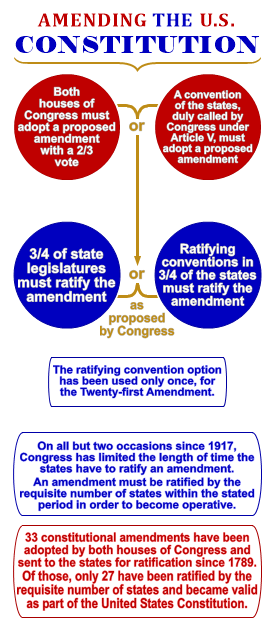 AMENDING THE U.S.
CONSTITUTION
Both
houses of
Congress must
adopt a proposed
amendment
with a 2/3
vote
or
A convention
of the states,
duly called by
Congress under
Article V, must
adopt a proposed
amendment
3/4 of state
legislatures
must ratify the
amendment
or
Ratifying
conventions in
3/4 of the states
must ratify the
amendment
as
proposed
by Congress
The ratifying convention option
has been used only once, for
the Twenty-first Amendment.
On all but two occasions since 1917,
Congress has limited the length of time the
states have to ratify an amendment.
An amendment must be ratified by the
requisite number of states within the stated
period in order to become operative.
33 constitutional amendments have been
adopted by both houses of Congress and
sent to the states for ratification since 1789.
Of those, only 27 have been ratified by the
requisite number of states and became valid
as part of the United States Constitution.